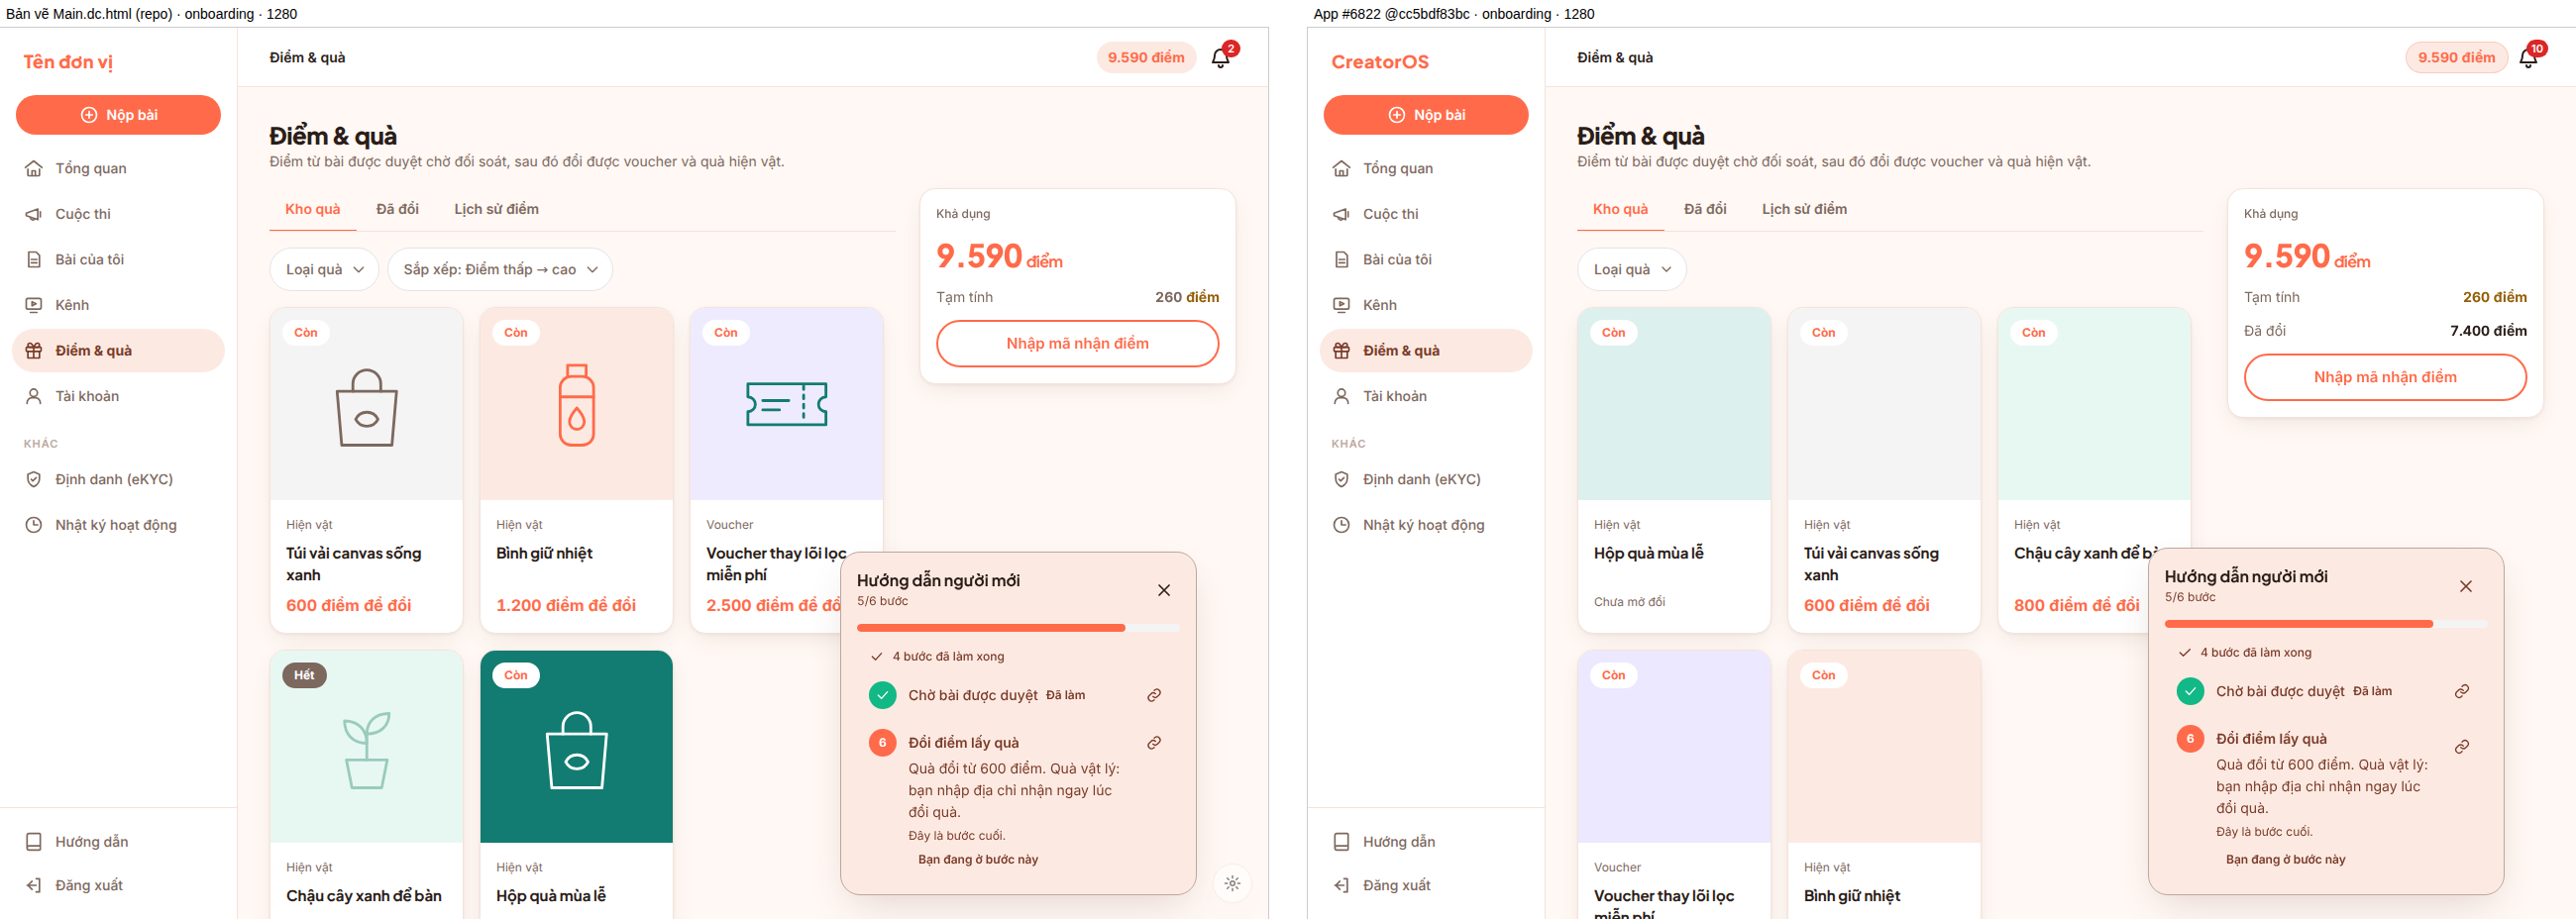 Bản vẽ Main.dc.html (repo) · onboarding · 1280
Tên đơn vị
Nộp bài
Tổng quan
Cuộc thi
Bài của tôi
Kênh
Điểm & quà
Tài khoản
KHÁC
Định danh (eKYC)
Nhật ký hoạt động
Hướng dẫn
Đăng xuất
Điểm & quà
9.590 điểm
2
Điểm & quà
Điểm từ bài được duyệt chờ đối soát, sau đó đổi được voucher và quà hiện vật.
Kho quà Đã đổi Lịch sử điểm
Loại quà Sắp xếp: Điểm thấp → cao
Khả dụng
9.590 điểm
Tạm tính 260 điểm
Nhập mã nhận điểm
Còn
Hiện vật
Túi vải canvas sống
xanh
600 điểm để đổi
Còn
Hiện vật
Bình giữ nhiệt
1.200 điểm để đổi
Còn
Voucher
Voucher thay lõi lọc
miễn phí
2.500 điểm để đổ
Hết
Hiện vật
Chậu cây xanh để bàn
Còn
Hiện vật
Hộp quà mùa lễ
Hướng dẫn người mới
5/6 bước
4 bước đã làm xong
Chờ bài được duyệt Đã làm
6 Đổi điểm lấy quà
Quà đổi từ 600 điểm. Quà vật lý:
bạn nhập địa chỉ nhận ngay lúc
đổi quà.
Đây là bước cuối.
Bạn đang ở bước này
App #6822 @cc5bdf83bc · onboarding · 1280
CreatorOS
Nộp bài
Tổng quan
Cuộc thi
Bài của tôi
Kênh
Điểm & quà
Tài khoản
KHÁC
Định danh (eKYC)
Nhật ký hoạt động
Hướng dẫn
Đăng xuất
Điểm & quà
9.590 điểm
10
Điểm & quà
Điểm từ bài được duyệt chờ đối soát, sau đó đổi được voucher và quà hiện vật.
Kho quà Đã đổi Lịch sử điểm
Loại quà
Khả dụng
9.590 điểm
Tạm tính 260 điểm
Đã đổi 7.400 điểm
Nhập mã nhận điểm
Còn
Hiện vật
Hộp quà mùa lễ
Chưa mở đổi
Còn
Hiện vật
Túi vải canvas sống
xanh
600 điểm để đổi
Còn
Hiện vật
Chậu cây xanh để bà
800 điểm để đổi
Còn
Voucher
Voucher thay lõi lọc
miễn phí
Còn
Hiện vật
Bình giữ nhiệt
Hướng dẫn người mới
5/6 bước
4 bước đã làm xong
Chờ bài được duyệt Đã làm
6 Đổi điểm lấy quà
Quà đổi từ 600 điểm. Quà vật lý:
bạn nhập địa chỉ nhận ngay lúc
đổi quà.
Đây là bước cuối.
Bạn đang ở bước này